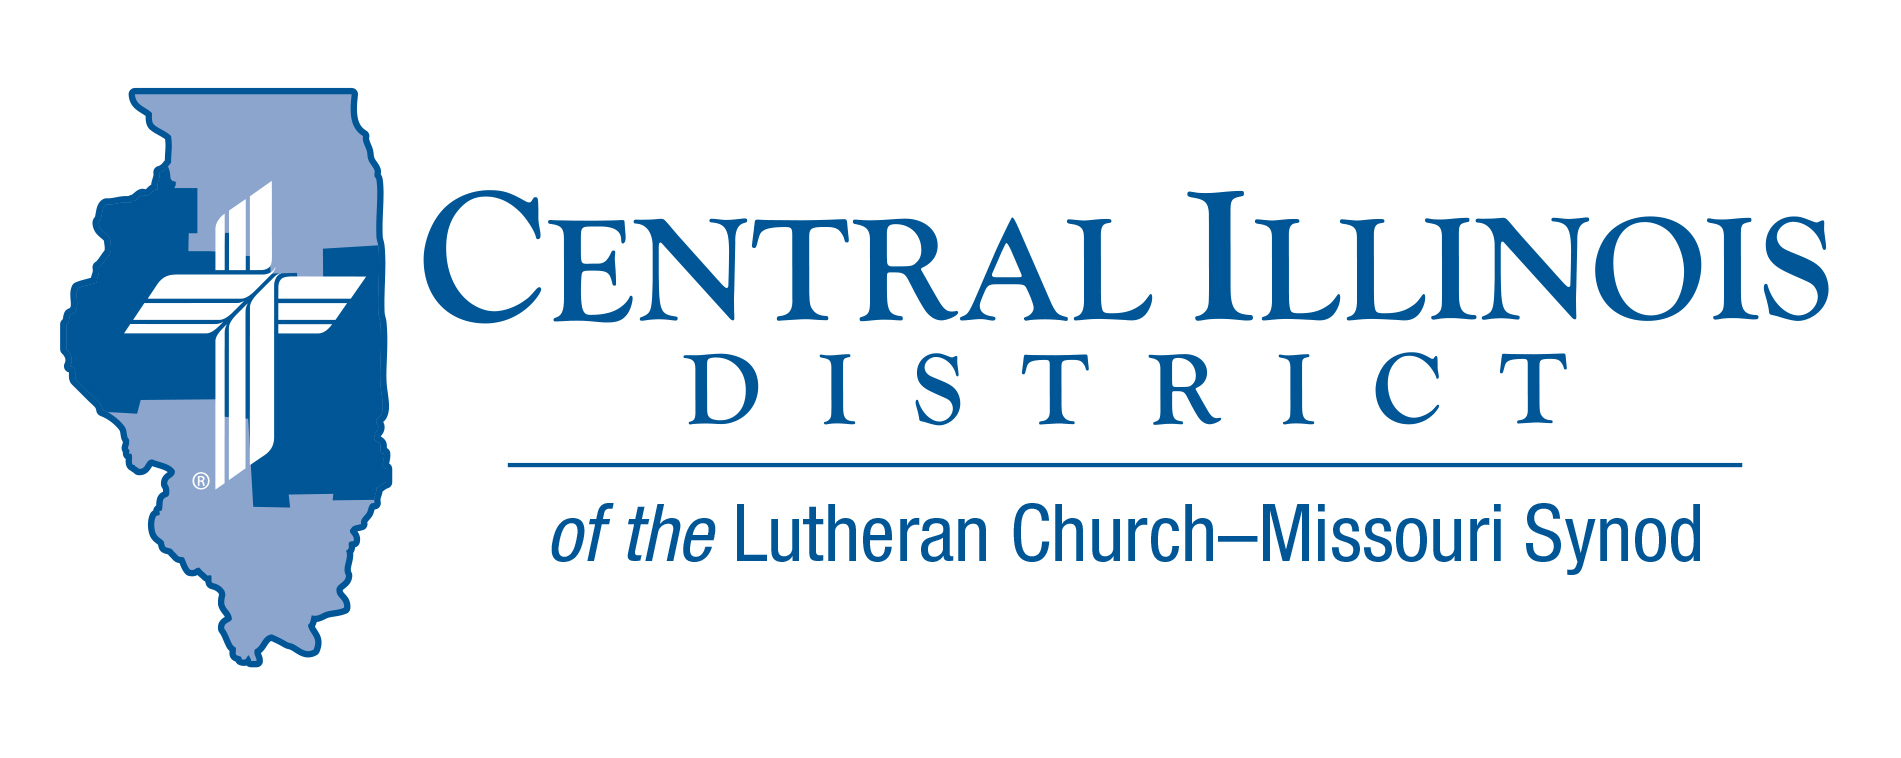 CENTRAL ILLINOIS
DISTRICT
of the Lutheran Church–Missouri Synod
®